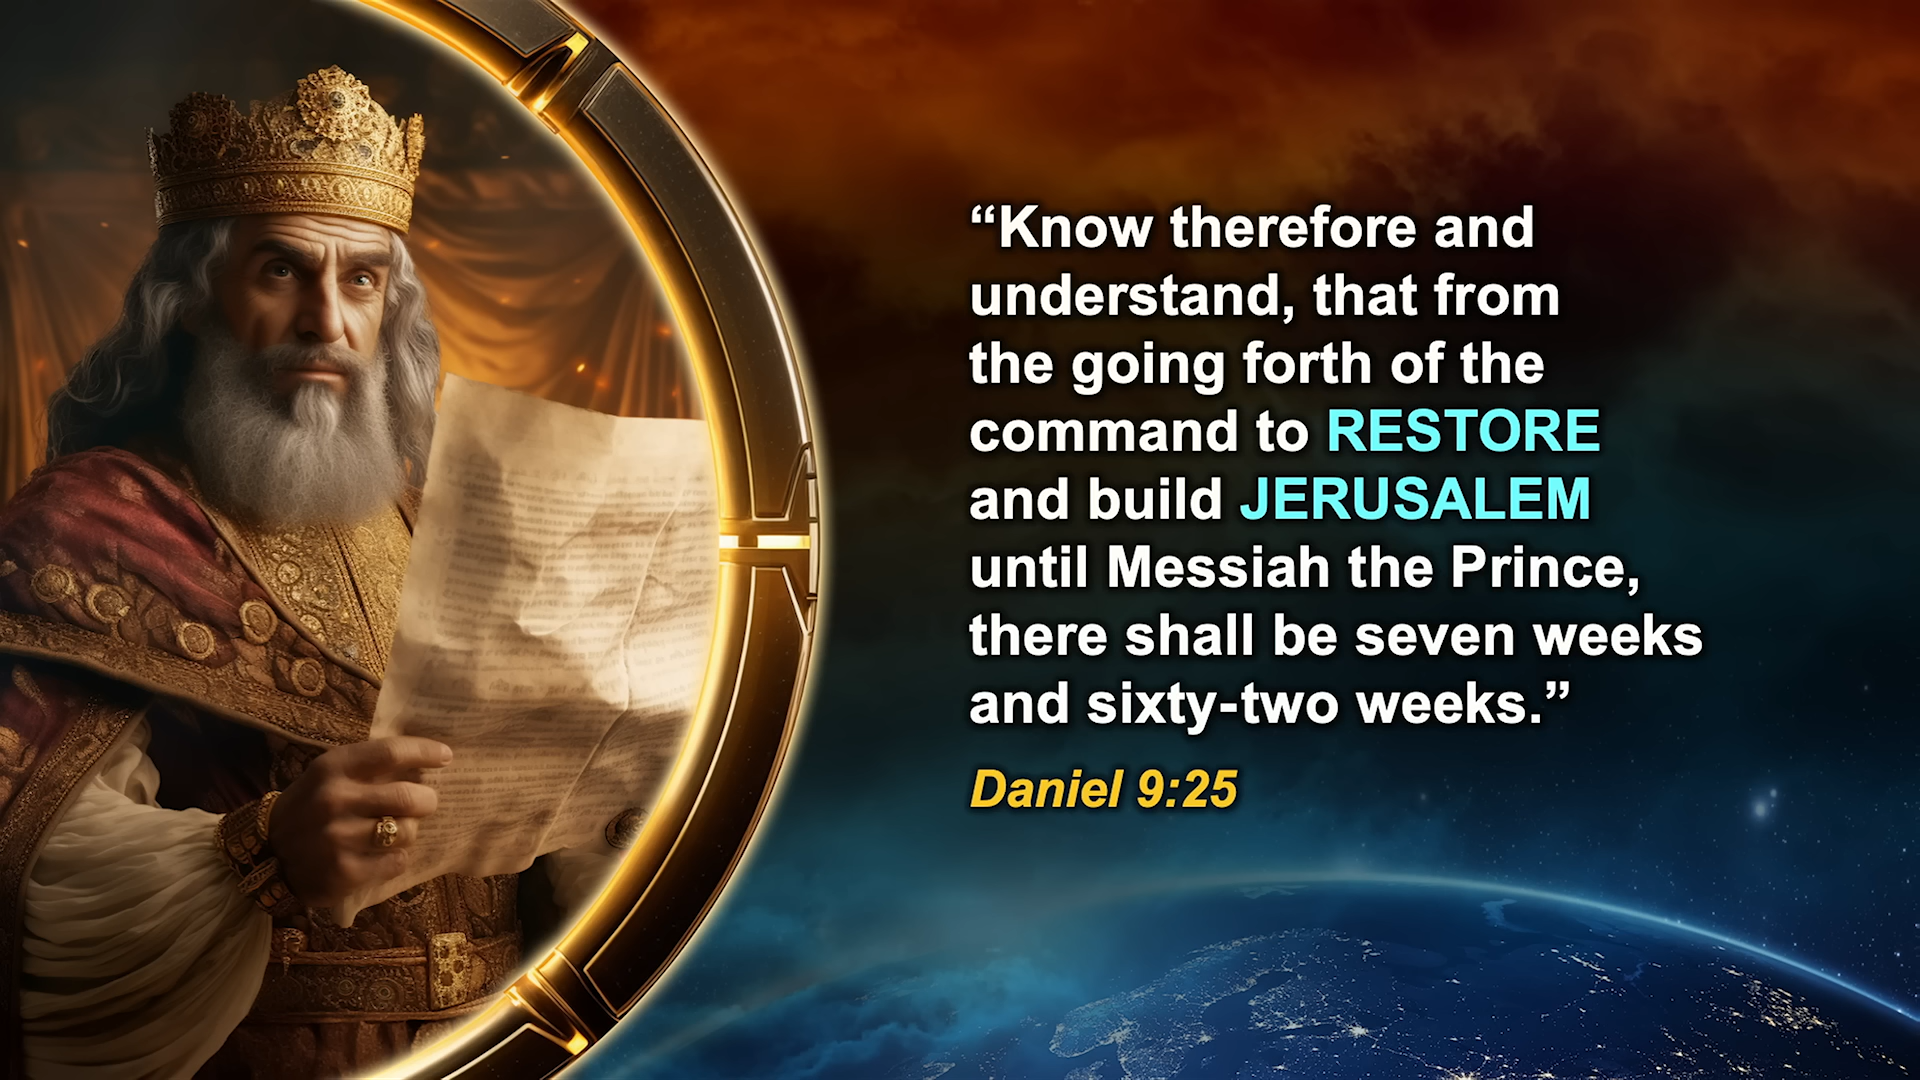 “Know therefore and
understand, that from
the going forth of the
command to RESTORE
and build JERUSALEM
until Messiah the Prince,
there shall be seven weeks
and sixty-two weeks.”
Daniel 9:25